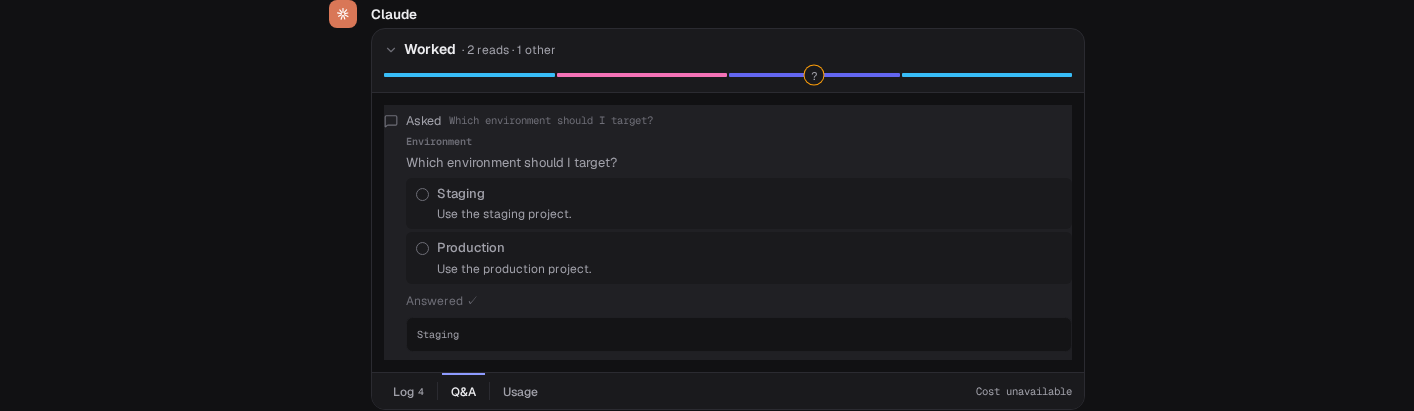 Claude
Worked · 2 reads · 1 other
?
Asked Which environment should I target?
Environment
Which environment should I target?
Staging
Use the staging project.
Production
Use the production project.
Answered ✓
Staging
Log 4 Q&A Usage Cost unavailable